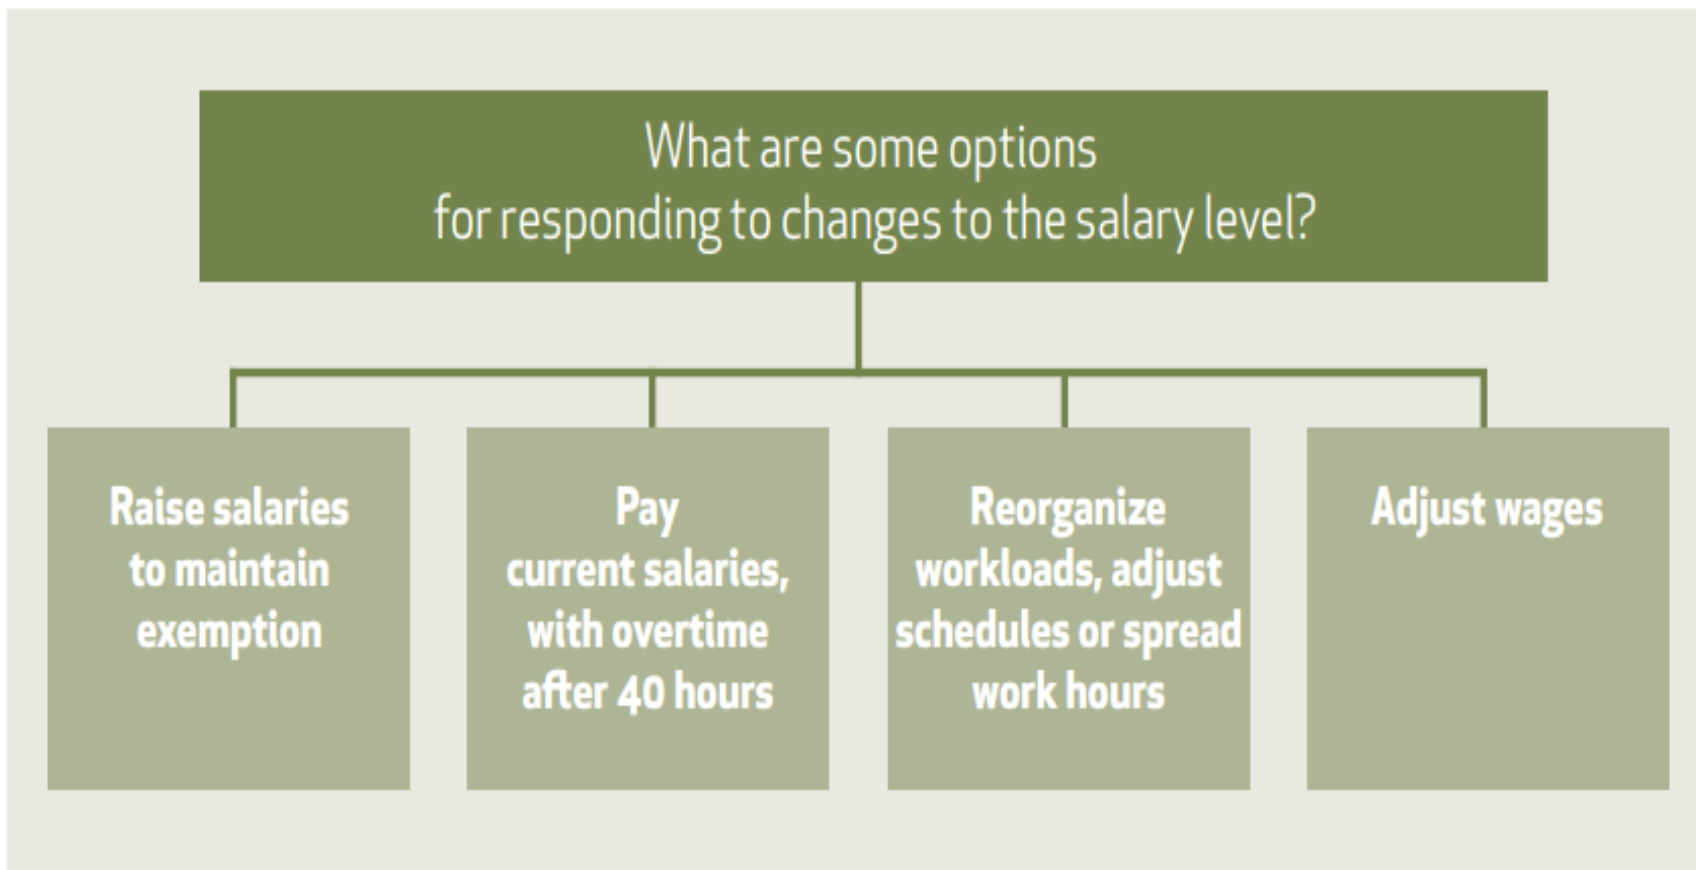 What are some options
for responding to changes to the salary level?
Raise salaries
to maintain
exemption
Pay
current salaries,
with overtime
after 40 hours
Reorganize
workloads, adjust
schedules or spread
work hours
Adjust wages